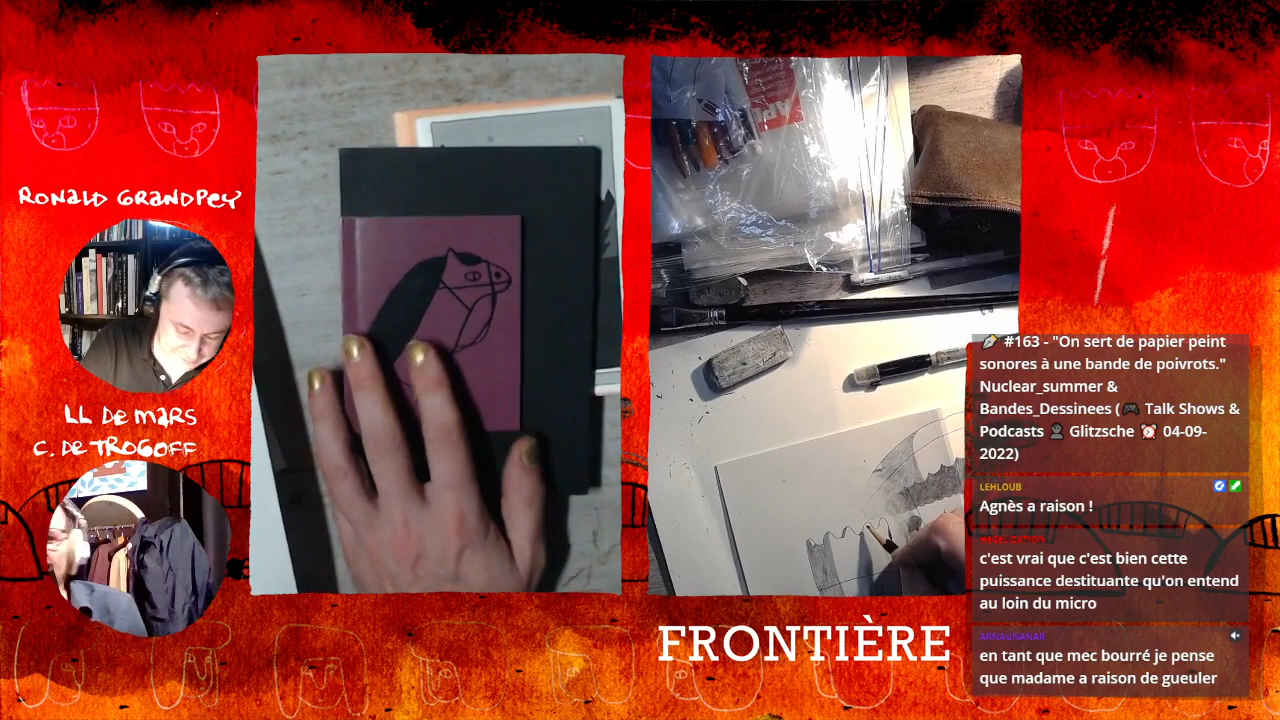 RONALD GRANDPEY
LL De mars
C. De TROGOFF
FRONTIÈRE
#163 - "On sert de papier peint
sonores à une bande de poivrots."
Nuclear_summer &
Bandes_Dessinees ( Talk Shows &
Podcasts Glitzsche 04-09-
2022)
LEHLOUB
Agnès a raison !
c'est vrai que c'est bien cette
puissance destituante qu'on entend
au loin du micro
ARNAUNANAR
en tant que mec bourré je pense
que madame a raison de gueuler